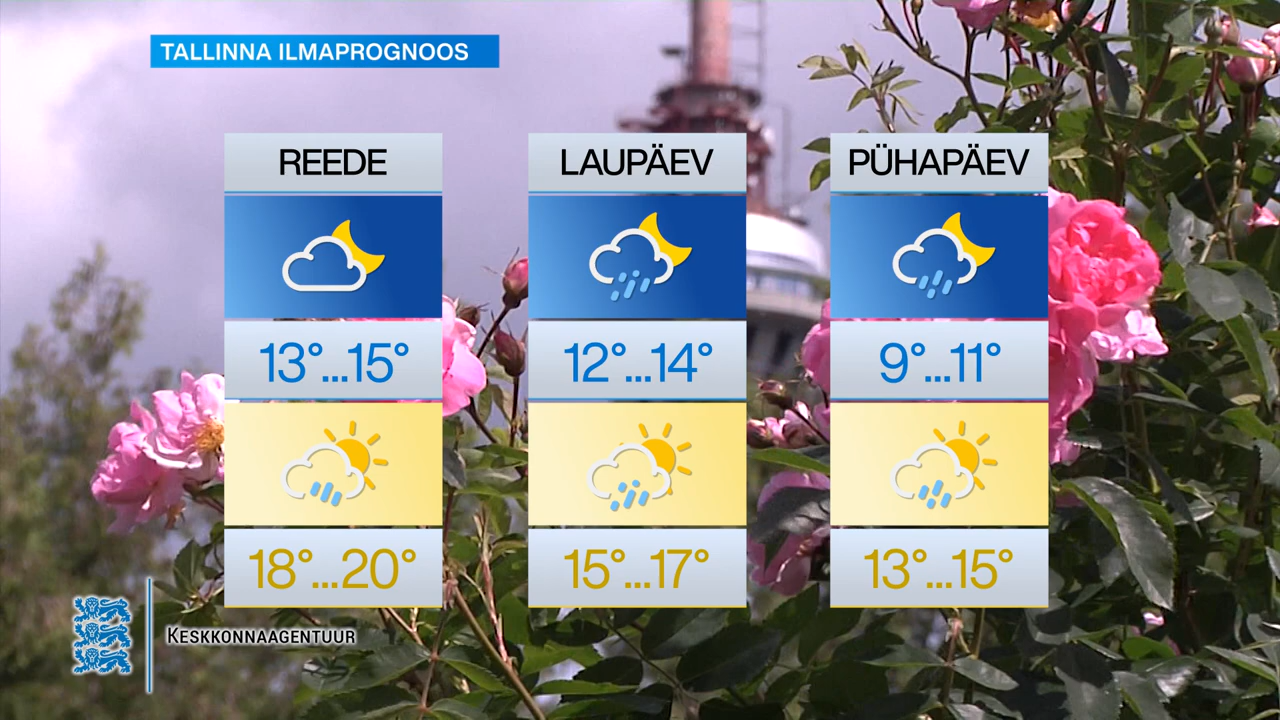 TALLINNA ILMAPROGNOOS
REEDE
13°...15°
18°...20°
LAUPÄEV
12°...14°
15°...17°
PÜHAPÄEV
9°...11°
13°...15°
KESKKONNAAGENTUUR